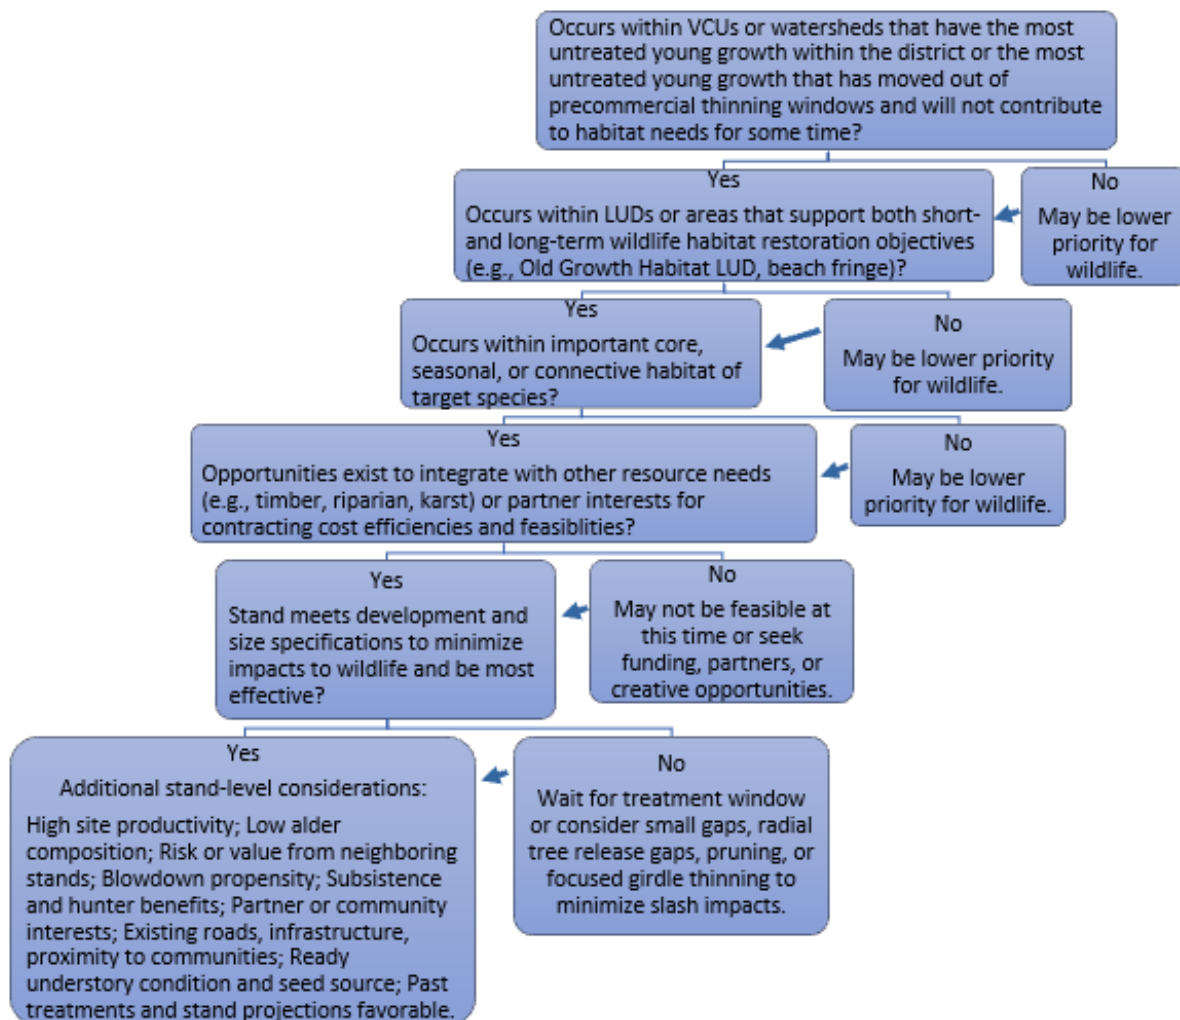 Occurs within VCUs or watersheds that have the most
untreated young growth within the district or the most
untreated young growth that has moved out of
precommercial thinning windows and will not contribute
to habitat needs for some time?
Yes
Occurs within LUDs or areas that support both short-
and long-term wildlife habitat restoration objectives
(e.g., Old Growth Habitat LUD, beach fringe)?
No
May be lower
priority for
wildlife.
Yes
Occurs within important core,
seasonal, or connective habitat of
target species?
No
May be lower priority
for wildlife.
Yes
Opportunities exist to integrate with other resource needs
(e.g., timber, riparian, karst) or partner interests for
contracting cost efficiencies and feasiblities?
No
May be lower
priority for wildlife.
Yes
Stand meets development and
size specifications to minimize
impacts to wildlife and be most
effective?
No
May not be feasible at
this time or seek
funding, partners, or
creative opportunities.
Yes
Additional stand-level considerations:
High site productivity; Low alder
composition; Risk or value from neighboring
stands; Blowdown propensity; Subsistence
and hunter benefits; Partner or community
interests; Existing roads, infrastructure,
proximity to communities; Ready
understory condition and seed source; Past
treatments and stand projections favorable.
No
Wait for treatment window
or consider small gaps, radial
tree release gaps, pruning, or
focused girdle thinning to
minimize slash impacts.